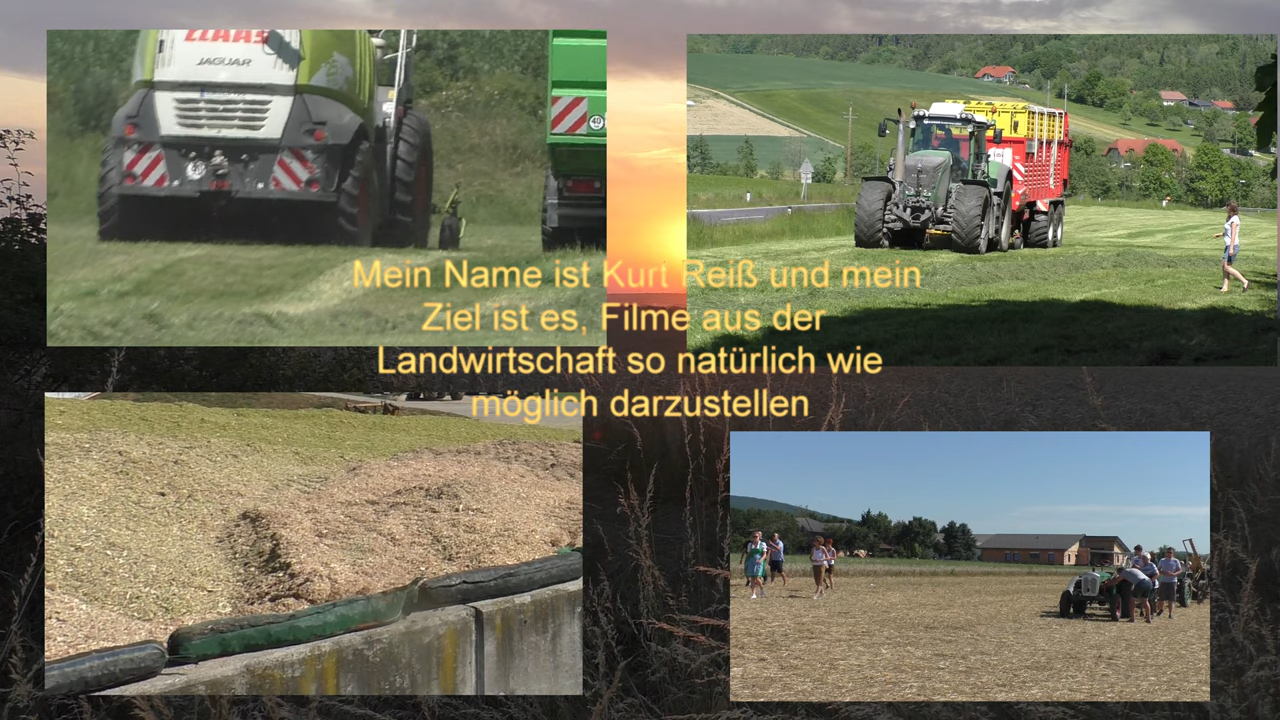 CLAAS
JAGUAR
40
Mein Name ist Kurt Reiß und mein
Ziel ist es, Filme aus der
Landwirtschaft so natürlich wie
möglich darzustellen